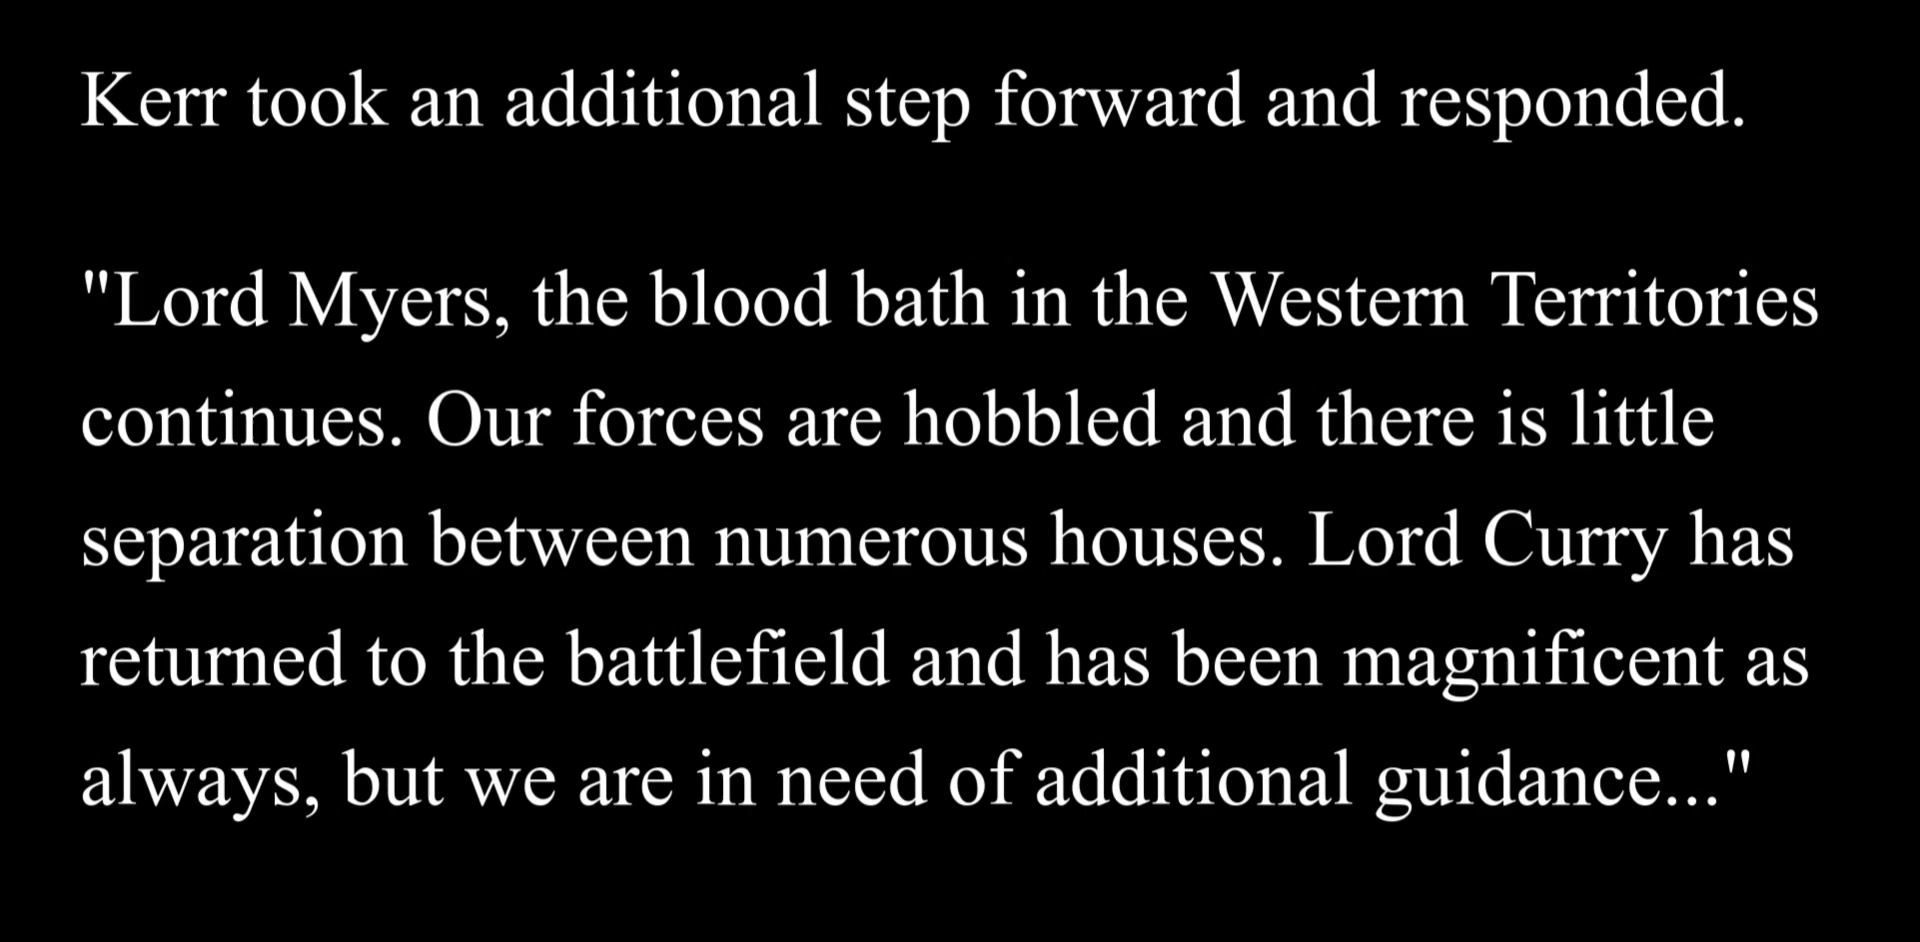 Kerr took an additional step forward and responded.
"Lord Myers, the blood bath in the Western Territories
continues. Our forces are hobbled and there is little
separation between numerous houses. Lord Curry has
returned to the battlefield and has been magnificent as
always, but we are in need of additional guidance..."